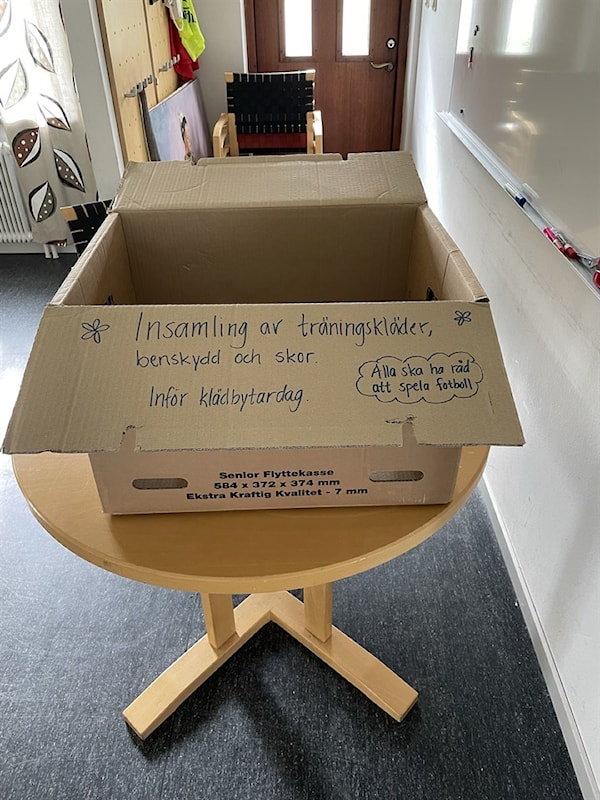 Insamling av träningskläder,
benskydd och skor.
Inför klädbytardag.
Alla ska ha råd
att spela fotboll
Senior Flyttekasse
584 x 372 x 374 mm
Ekstra Kraftig Kvalitet - 7 mm